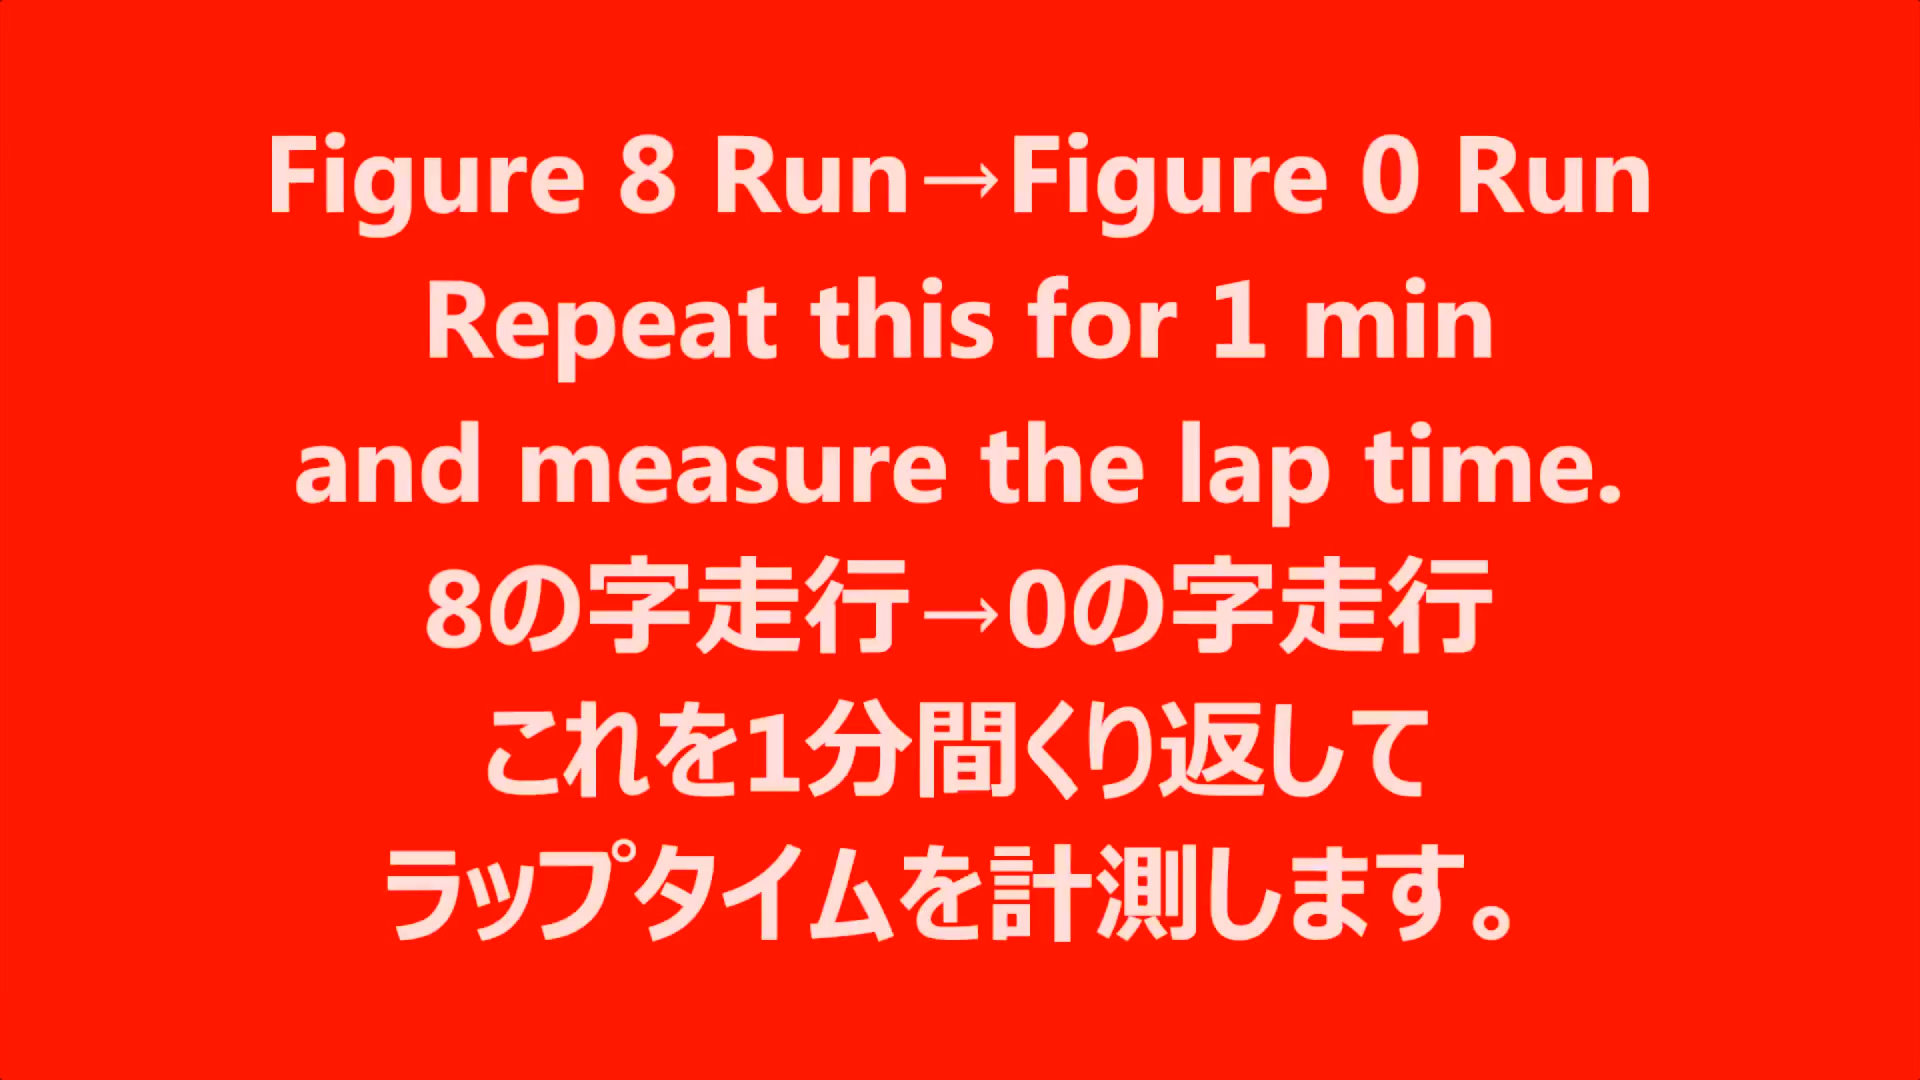 Figure 8 Run→Figure 0 Run
Repeat this for 1 min
and measure the lap time.
8の字走行→0の字走行
これを1分間くり返して
ラップタイムを計測します。